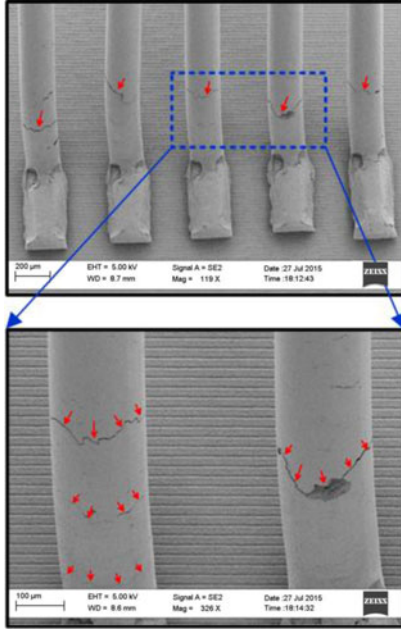 200 µm EHT = 5.00 kV Signal A = SE2 Date :27 Jul 2015
WD = 8.7 mm Mag = 119 X Time :18:12:43
ZEISS
100 µm EHT = 5.00 kV Signal A = SE2 Date :27 Jul 2015
WD = 8.6 mm Mag = 326 X Time :18:14:32
ZEISS